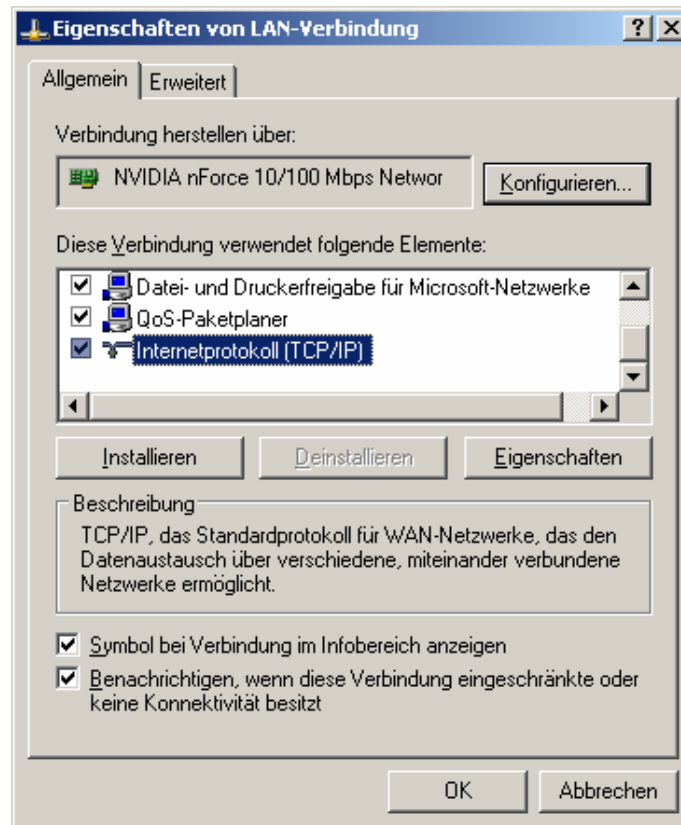 Eigenschaften von LAN-Verbindung
Allgemein
Erweitert
Verbindung herstellen über:
NVIDIA nForce 10/100 Mbps Networ
Konfigurieren...
Diese Verbindung verwendet folgende Elemente:
Datei- und Druckerfreigabe für Microsoft-Netzwerke
QoS-Paketplaner
Internetprotokoll (TCP/IP)
Installieren
Deinstallieren
Eigenschaften
Beschreibung
TCP/IP, das Standardprotokoll für WAN-Netzwerke, das den
Datenaustausch über verschiedene, miteinander verbundene
Netzwerke ermöglicht.
Symbol bei Verbindung im Infobereich anzeigen
Benachrichtigen, wenn diese Verbindung eingeschränkte oder
keine Konnektivität besitzt
OK
Abbrechen